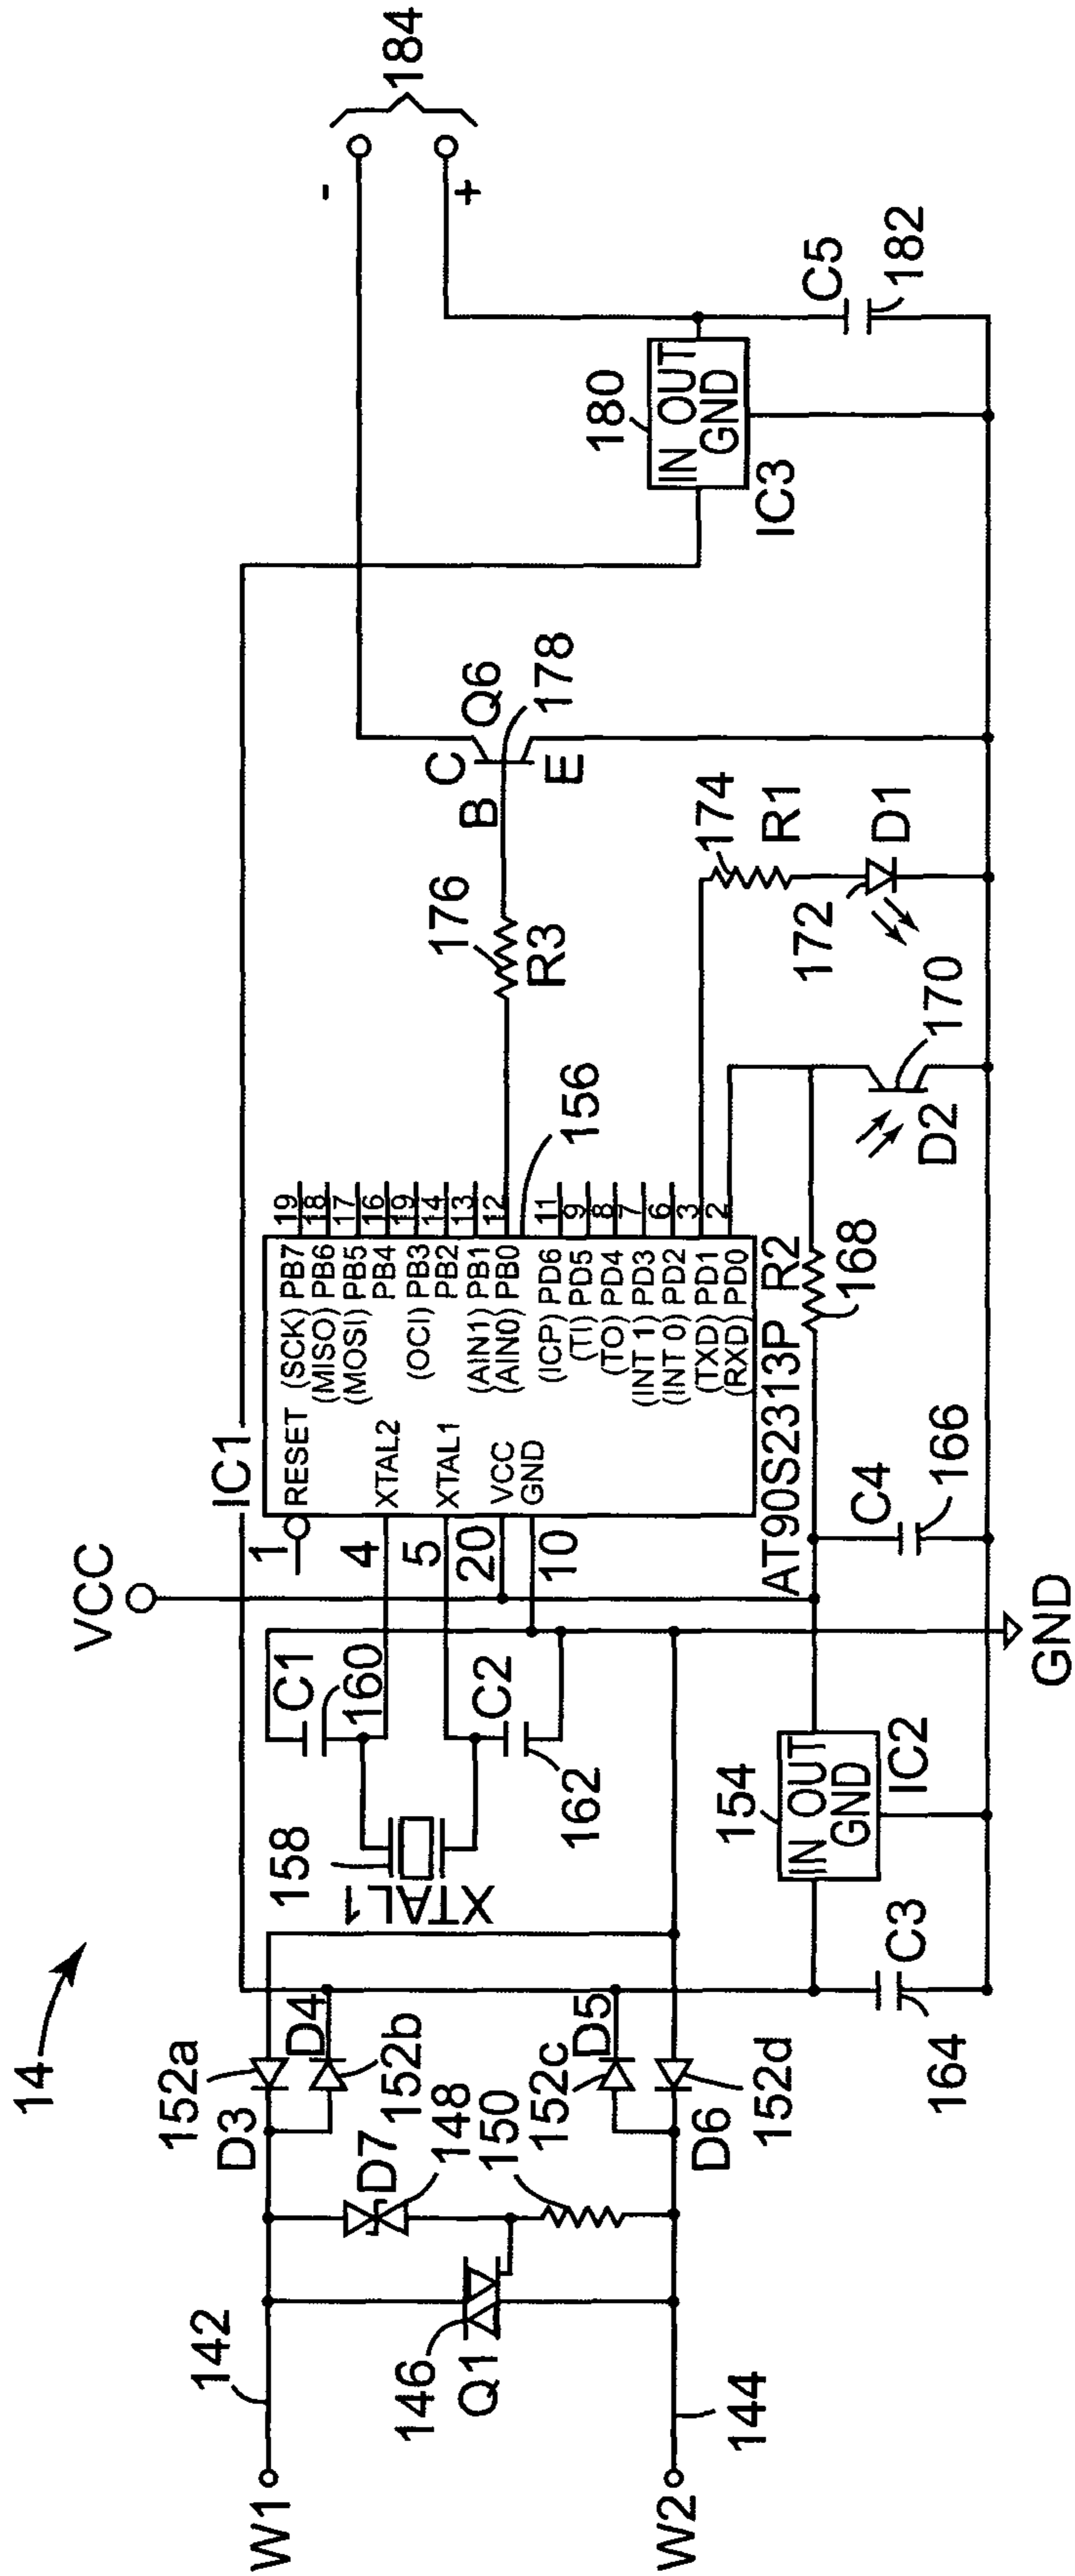 14
W1
142
146
Q1
W2
144
D7
148
150
152a
D3
D4
152b
152c
D5
D6
152d
164
C3
158
XTAL1
C1
160
C2
162
154
IN OUT
GND
IC2
GND
VCC
IC1
1
4
5
20
10
RESET
XTAL2
XTAL1
VCC
GND
(SCK) PB7
(MISO) PB6
(MOSI) PB5
PB4
(OCI) PB3
PB2
(AIN1) PB1
(AIN0) PB0
(ICP) PD6
(TI) PD5
(TO) PD4
(INT 1) PD3
(INT 0) PD2
(TXD) PD1
(RXD) PD0
19
18
17
16
19
14
13
12
11
9
8
7
6
3
2
AT90S2313P
C4
166
R2
168
156
D2
170
172
D1
174
R1
176
R3
B
C
E
Q6
178
180
IN OUT
GND
IC3
C5
182
-
+
184